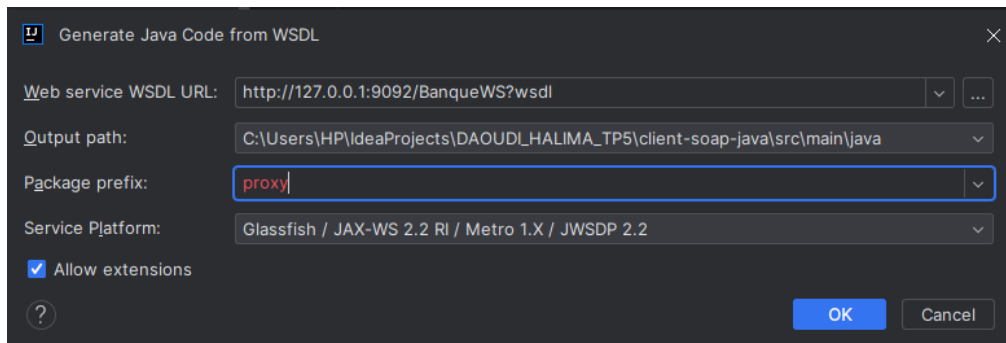 IJ Generate Java Code from WSDL
Web service WSDL URL: http://127.0.0.1:9092/BanqueWS?wsdl ...
Output path: C:\Users\HP\IdeaProjects\DAOUDI_HALIMA_TP5\client-soap-java\src\main\java
Package prefix: proxy
Service Platform: Glassfish / JAX-WS 2.2 RI / Metro 1.X / JWSDP 2.2
Allow extensions
? OK Cancel